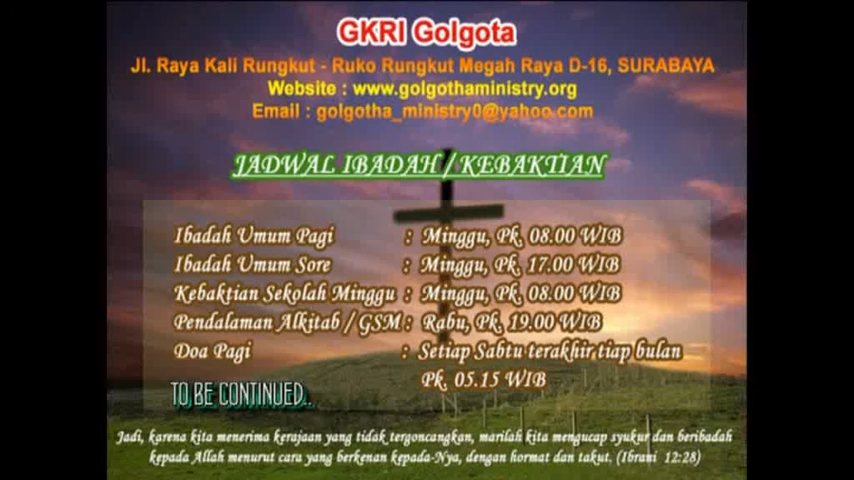 GKRI Golgota
Jl. Raya Kali Rungkut - Ruko Rungkut Megah Raya D-16, SURABAYA
Website : www.golgothaministry.org
Email : golgotha_ministry0@yahoo.com
JADWAL IBADAH / KEBAKTIAN
Ibadah Umum Pagi : Minggu, Pk. 08.00 WIB
Ibadah Umum Sore : Minggu, Pk. 17.00 WIB
Kebaktian Sekolah Minggu : Minggu, Pk. 08.00 WIB
Pendalaman Alkitab / GSM : Rabu, Pk. 19.00 WIB
Doa Pagi : Setiap Sabtu terakhir tiap bulan
Pk. 05.15 WIB
TO BE CONTINUED..
Jadi, karena kita menerima kerajaan yang tidak tergoncangkan, marilah kita mengucap syukur dan beribadah
kepada Allah menurut cara yang berkenan kepada-Nya, dengan hormat dan takut. (Ibrani 12:28)